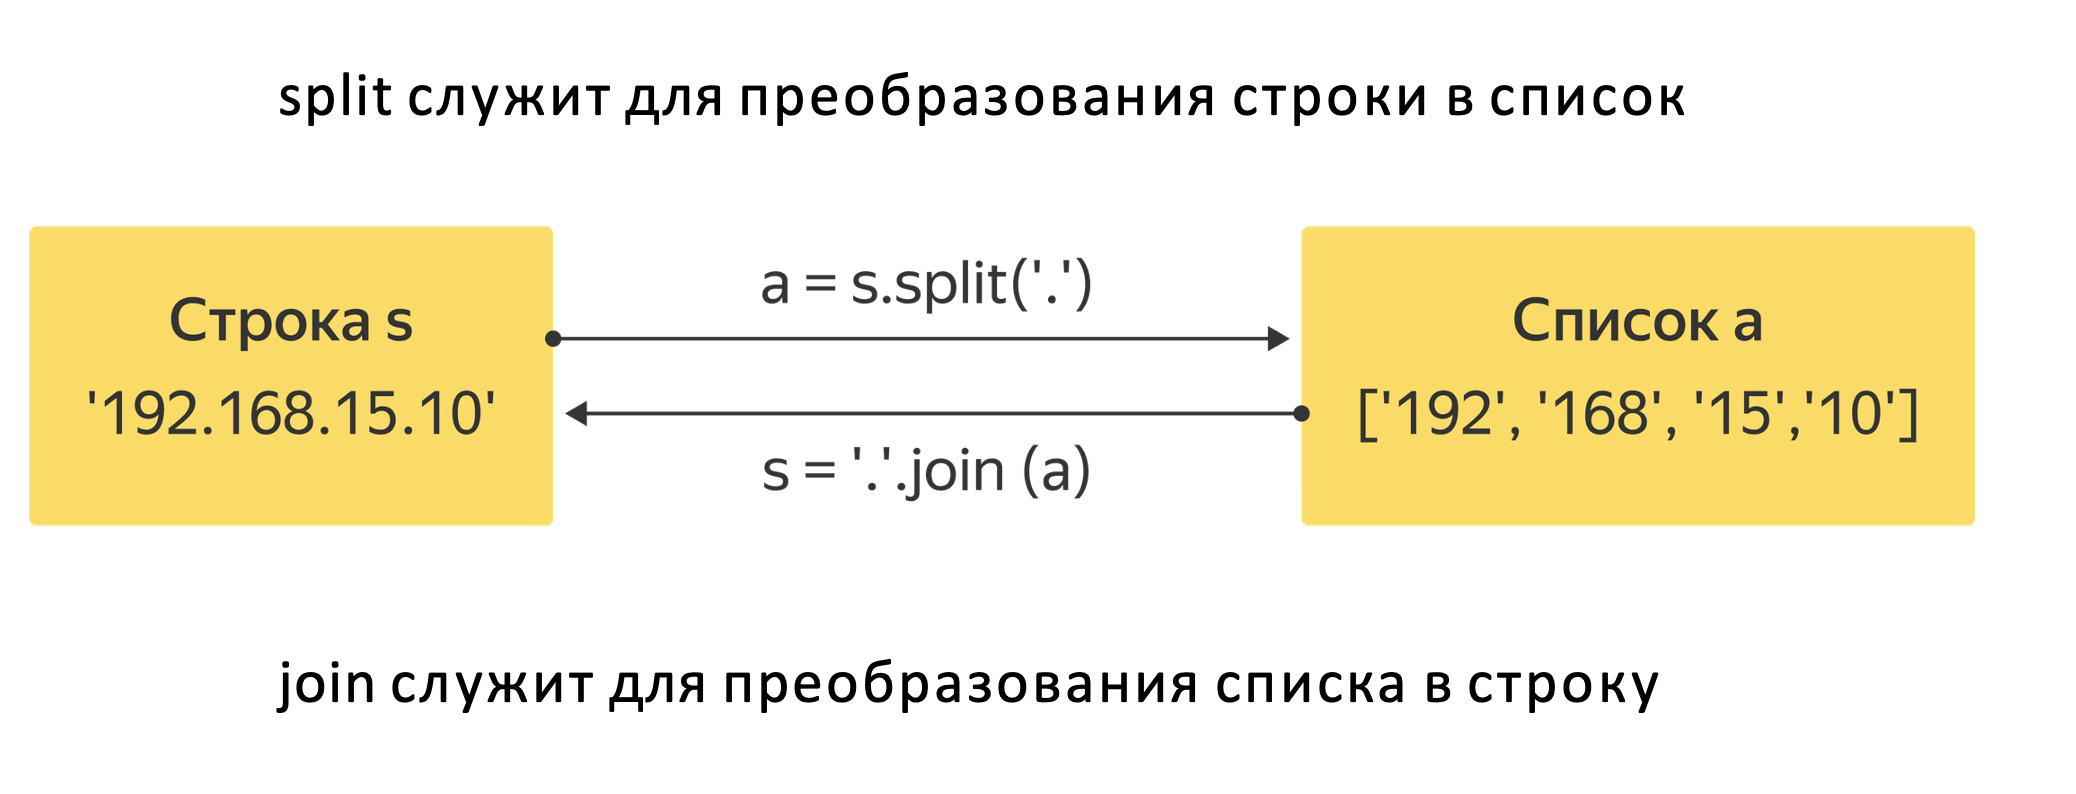 split служит для преобразования строки в список
a = s.split('.')
Строка s
'192.168.15.10'
Список a
['192', '168', '15','10']
s = '.'.join (a)
join служит для преобразования списка в строку